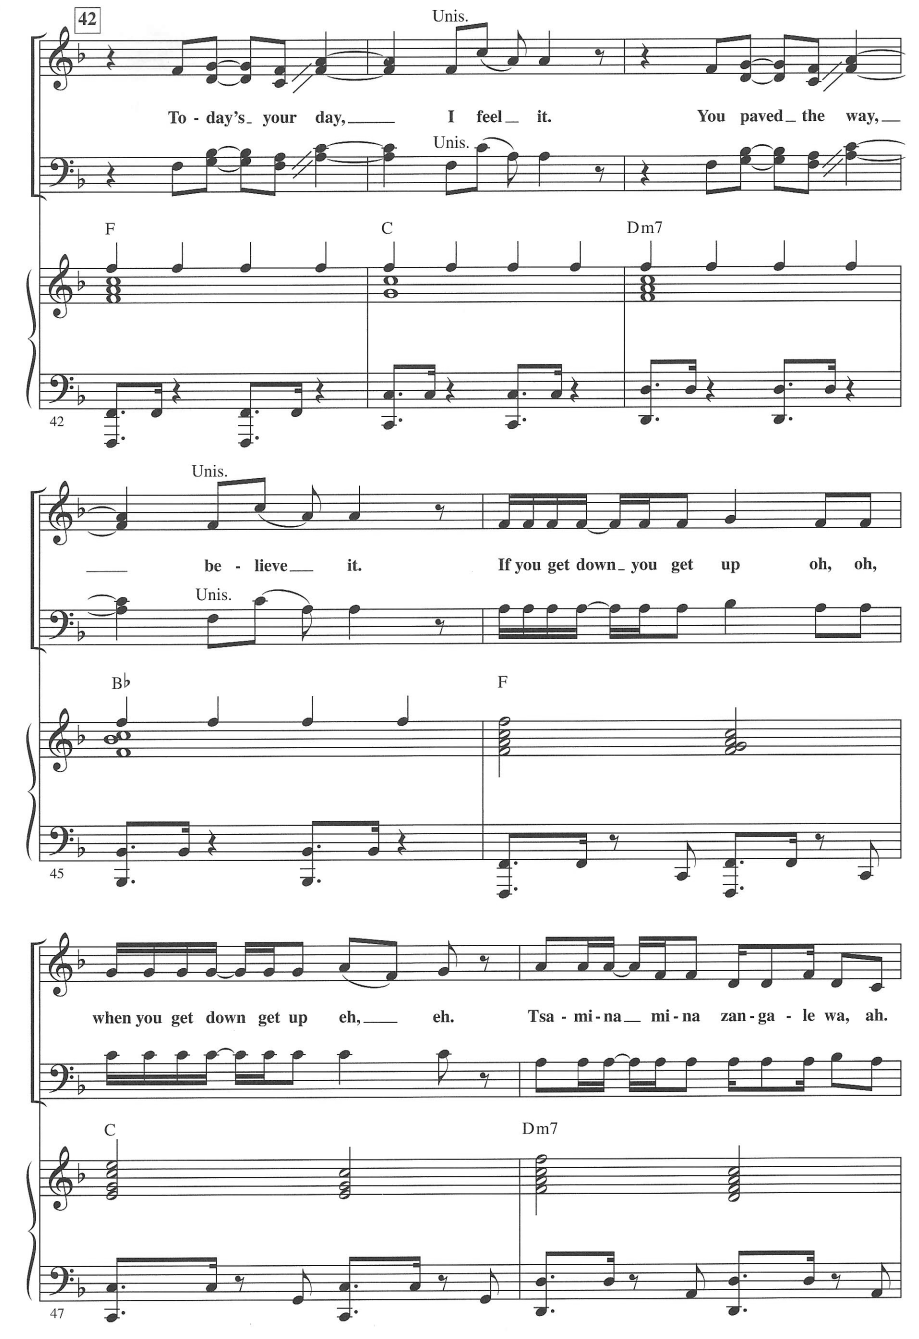 42
Unis.
To - day's your day, I feel it. You paved the way,
Unis.
F C Dm7
42
Unis.
be - lieve it. If you get down you get up oh, oh,
Unis.
B♭ F
45
when you get down get up eh, eh. Tsa - mi - na mi - na zan - ga - le wa, ah.
C Dm7
47